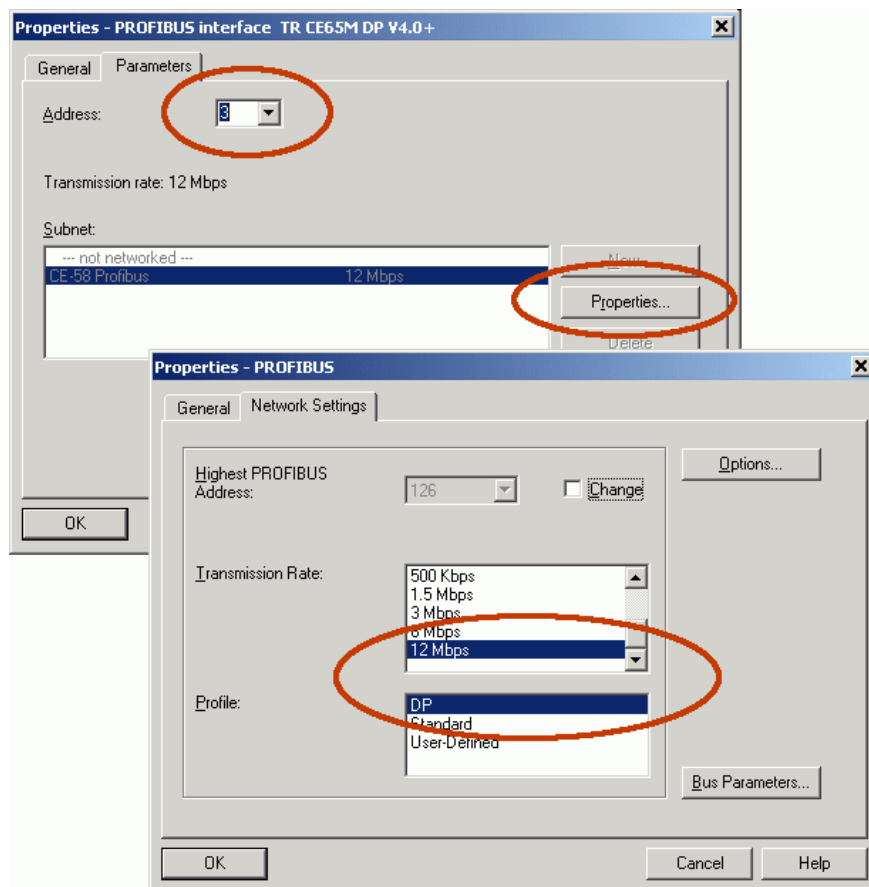 Properties - PROFIBUS interface TR CE65M DP V4.0+
General Parameters
Address: 3
Transmission rate: 12 Mbps
Subnet:
--- not networked ---
CE-58 Profibus 12 Mbps
New...
Properties...
Delete
OK
Properties - PROFIBUS
General Network Settings
Highest PROFIBUS
Address: 126 Change
Options...
Transmission Rate: 500 Kbps
1.5 Mbps
3 Mbps
6 Mbps
12 Mbps
Profile: DP
Standard
User-Defined
Bus Parameters...
OK Cancel Help